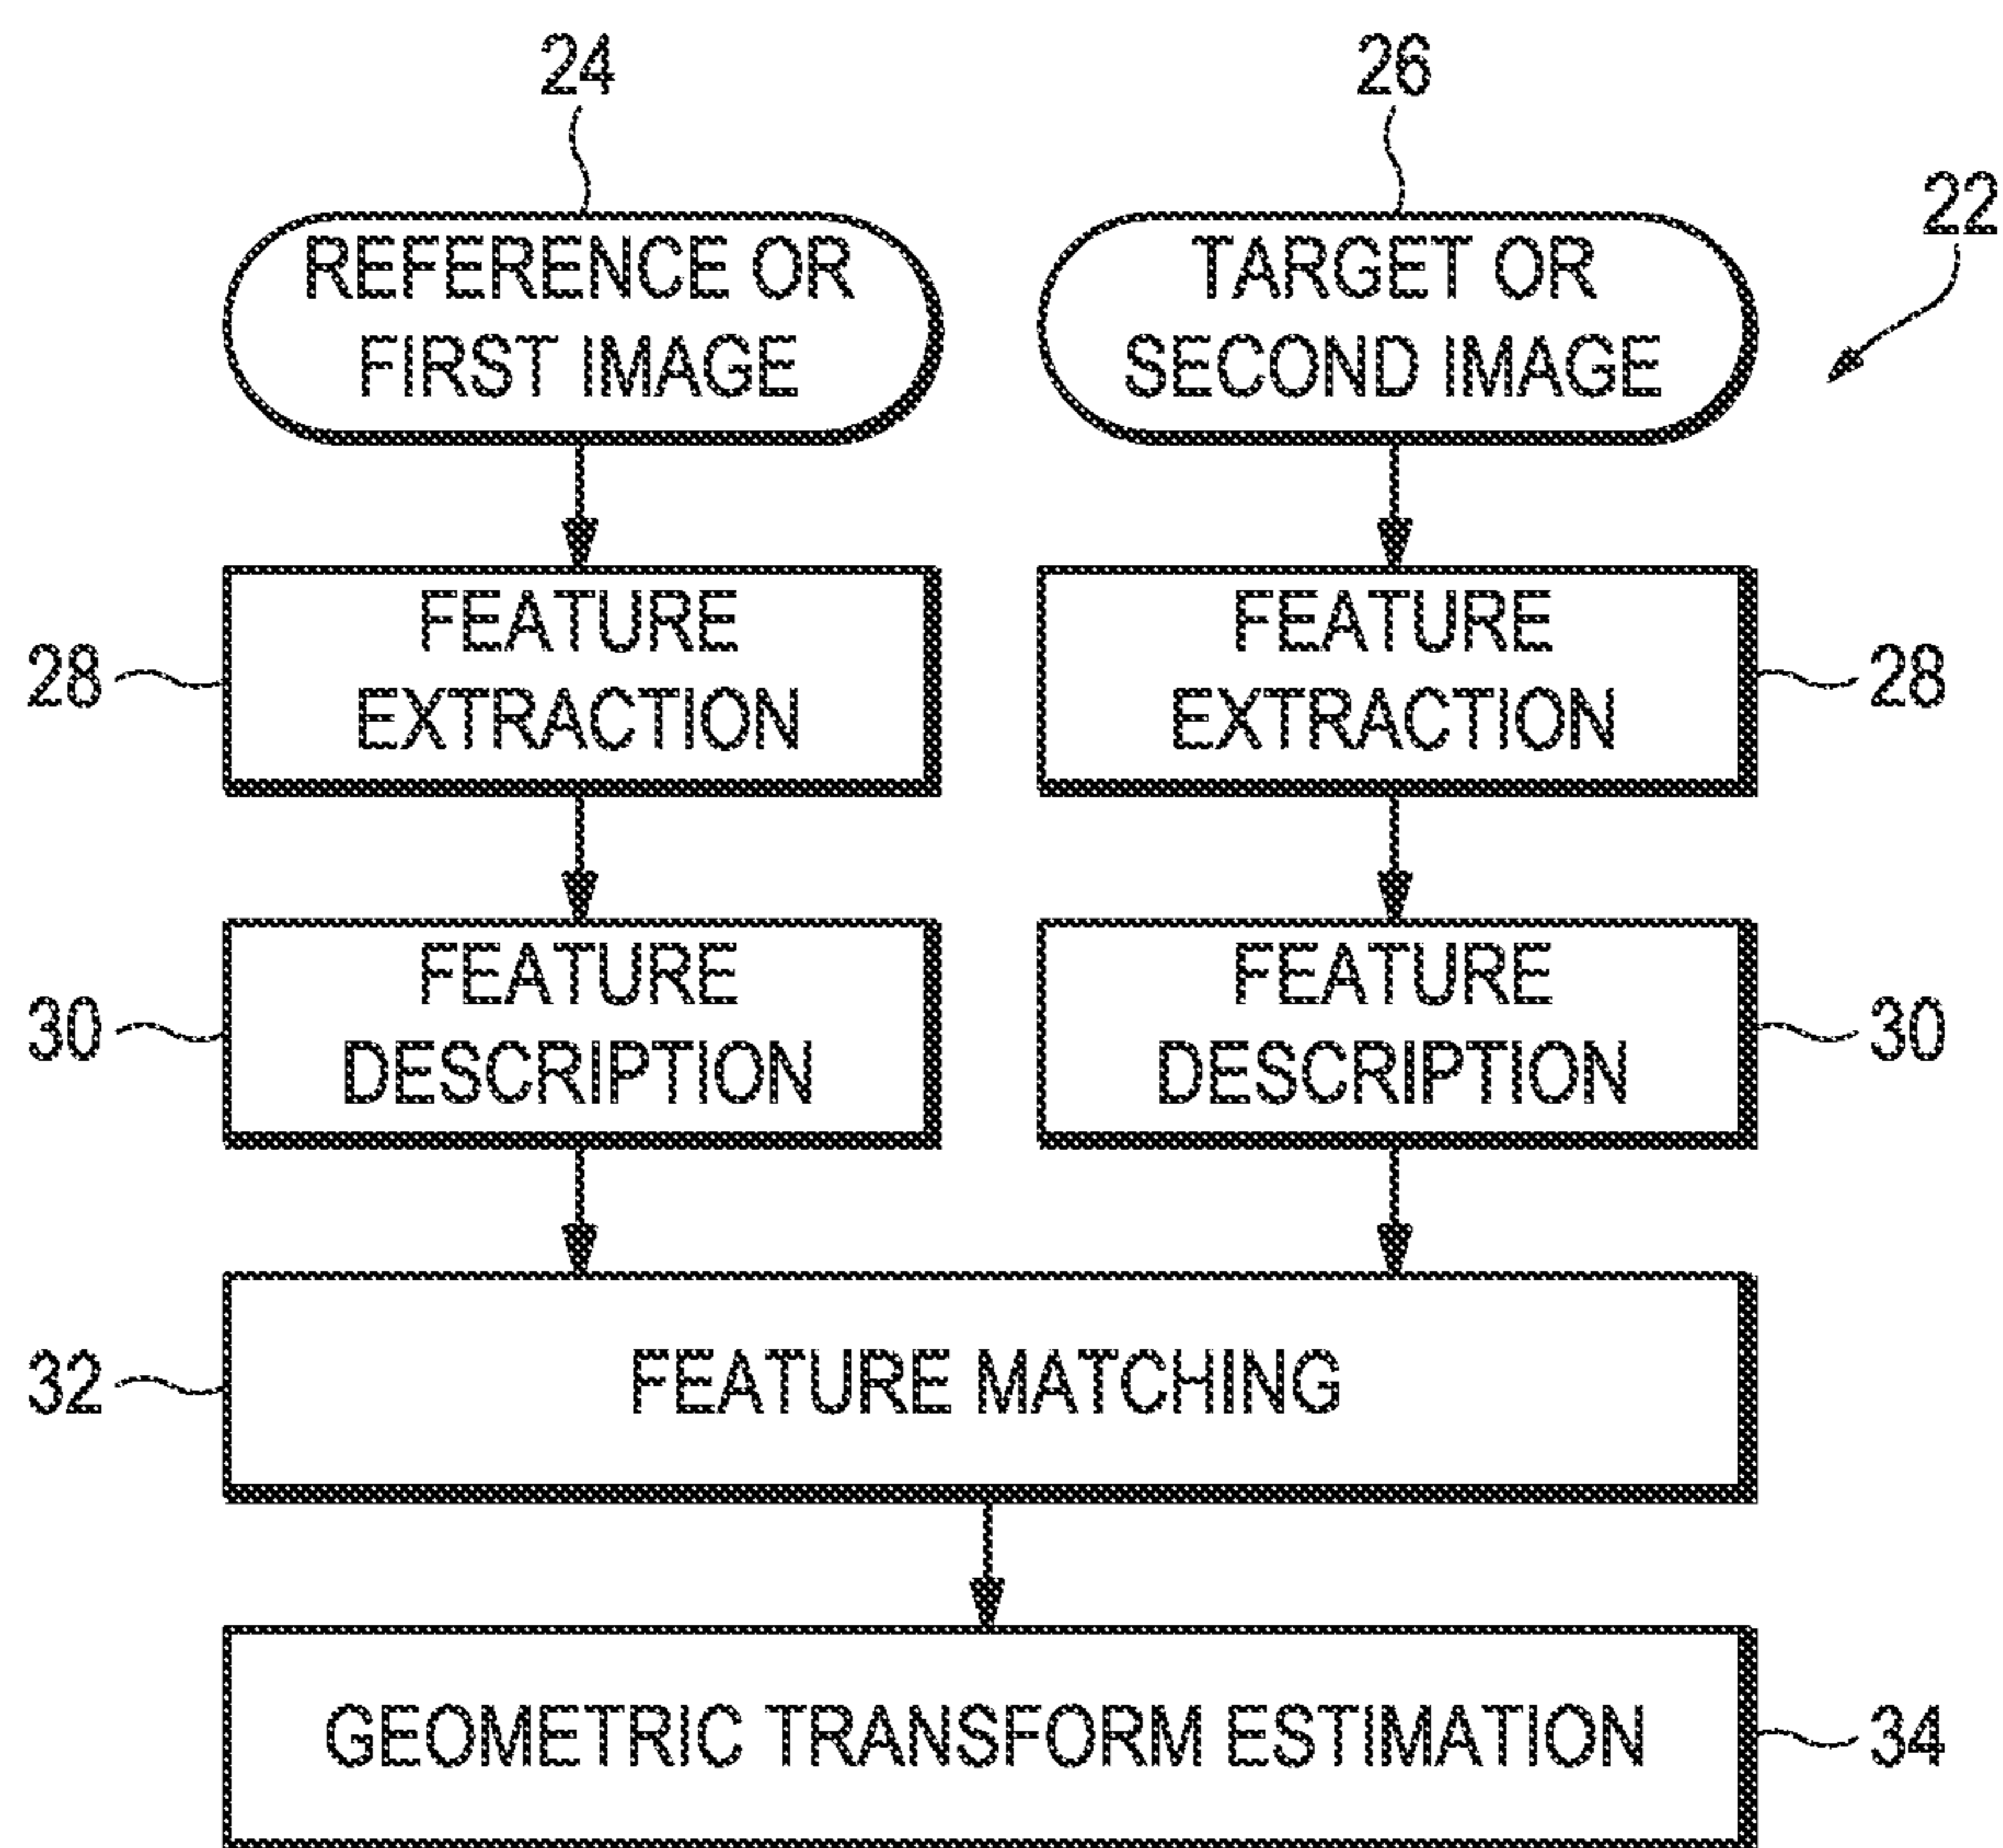 24
26
22
REFERENCE OR
FIRST IMAGE
TARGET OR
SECOND IMAGE
28
FEATURE
EXTRACTION
FEATURE
EXTRACTION
28
30
FEATURE
DESCRIPTION
FEATURE
DESCRIPTION
30
32
FEATURE MATCHING
GEOMETRIC TRANSFORM ESTIMATION
34